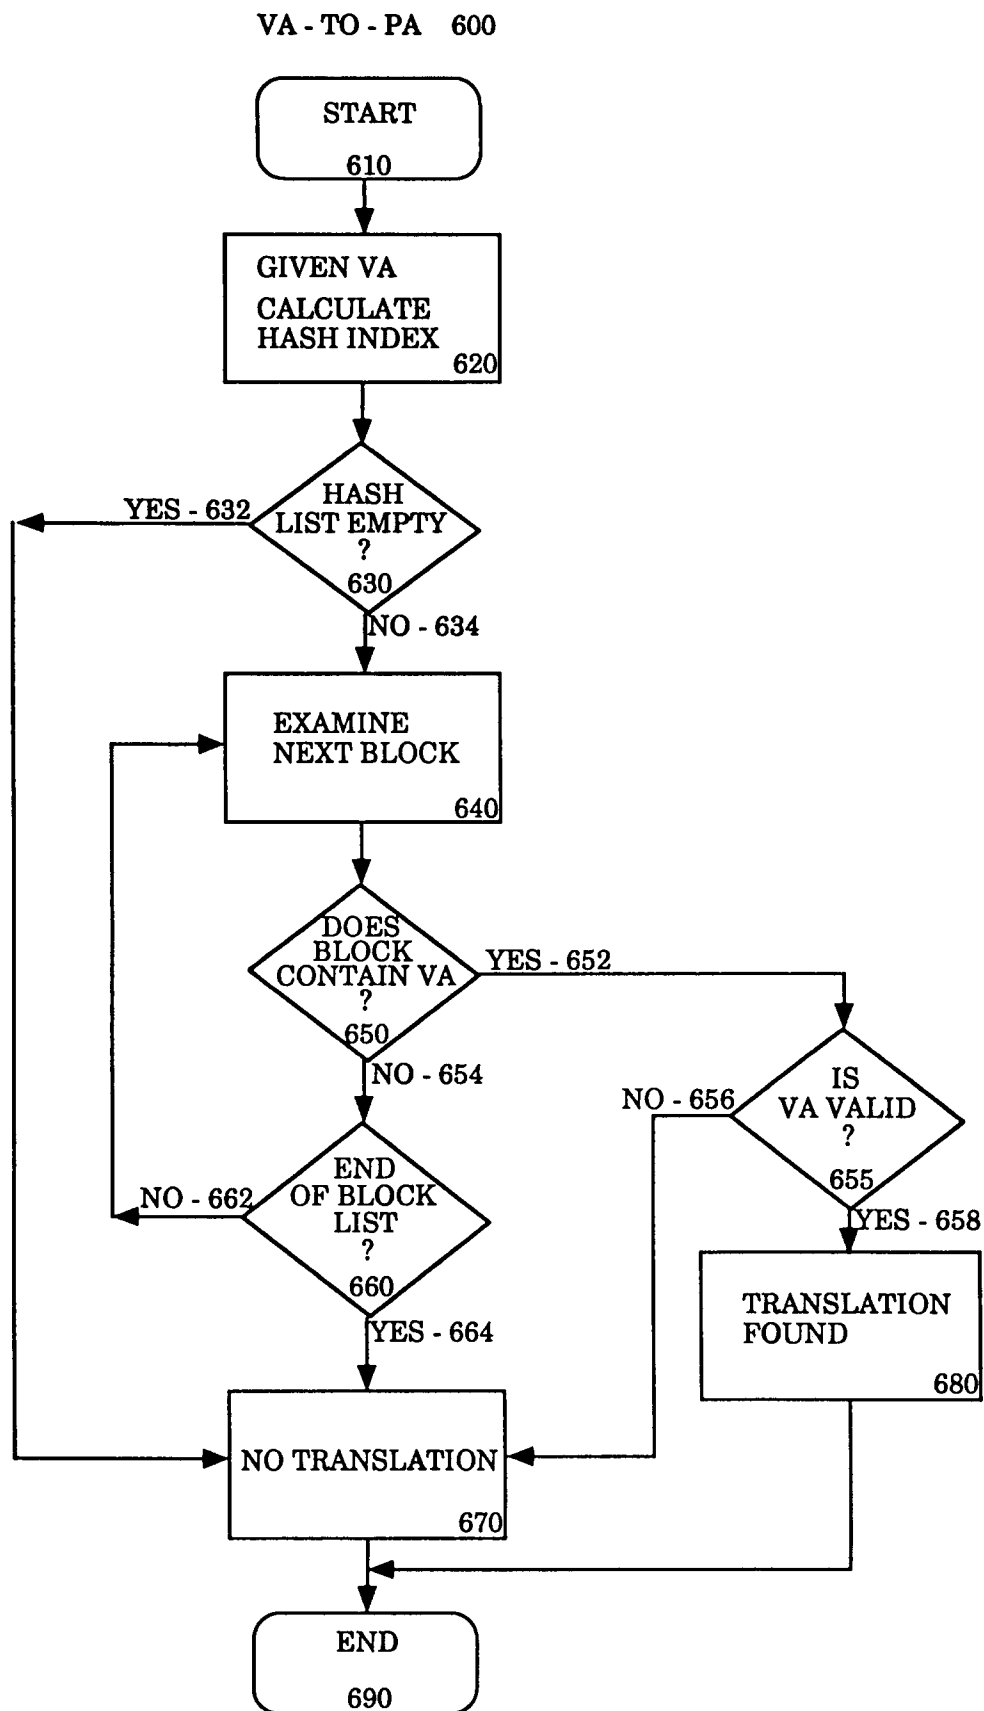 VA - TO - PA 600
START
610
GIVEN VA
CALCULATE
HASH INDEX
620
HASH
LIST EMPTY
?
630
YES - 632
NO - 634
EXAMINE
NEXT BLOCK
640
DOES
BLOCK
CONTAIN VA
?
650
YES - 652
NO - 654
IS
VA VALID
?
655
NO - 656
YES - 658
END
OF BLOCK
LIST
?
660
NO - 662
YES - 664
TRANSLATION
FOUND
680
NO TRANSLATION
670
END
690